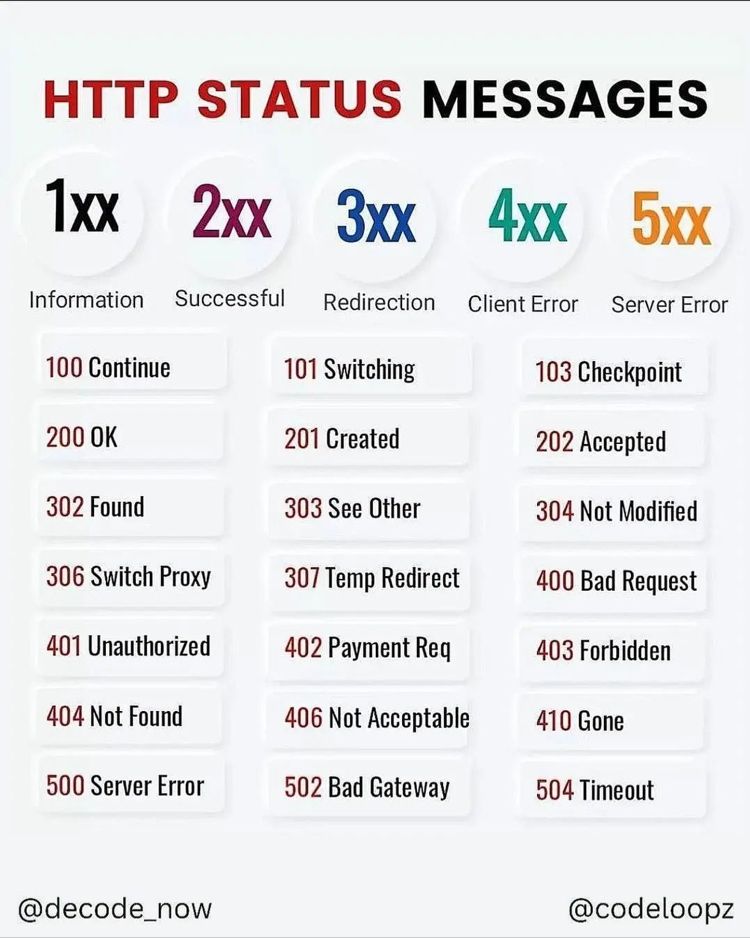 HTTP STATUS MESSAGES
1xx 2xx 3xx 4xx 5xx
Information Successful Redirection Client Error Server Error
100 Continue 101 Switching 103 Checkpoint
200 OK 201 Created 202 Accepted
302 Found 303 See Other 304 Not Modified
306 Switch Proxy 307 Temp Redirect 400 Bad Request
401 Unauthorized 402 Payment Req 403 Forbidden
404 Not Found 406 Not Acceptable 410 Gone
500 Server Error 502 Bad Gateway 504 Timeout
@decode_now @codeloopz